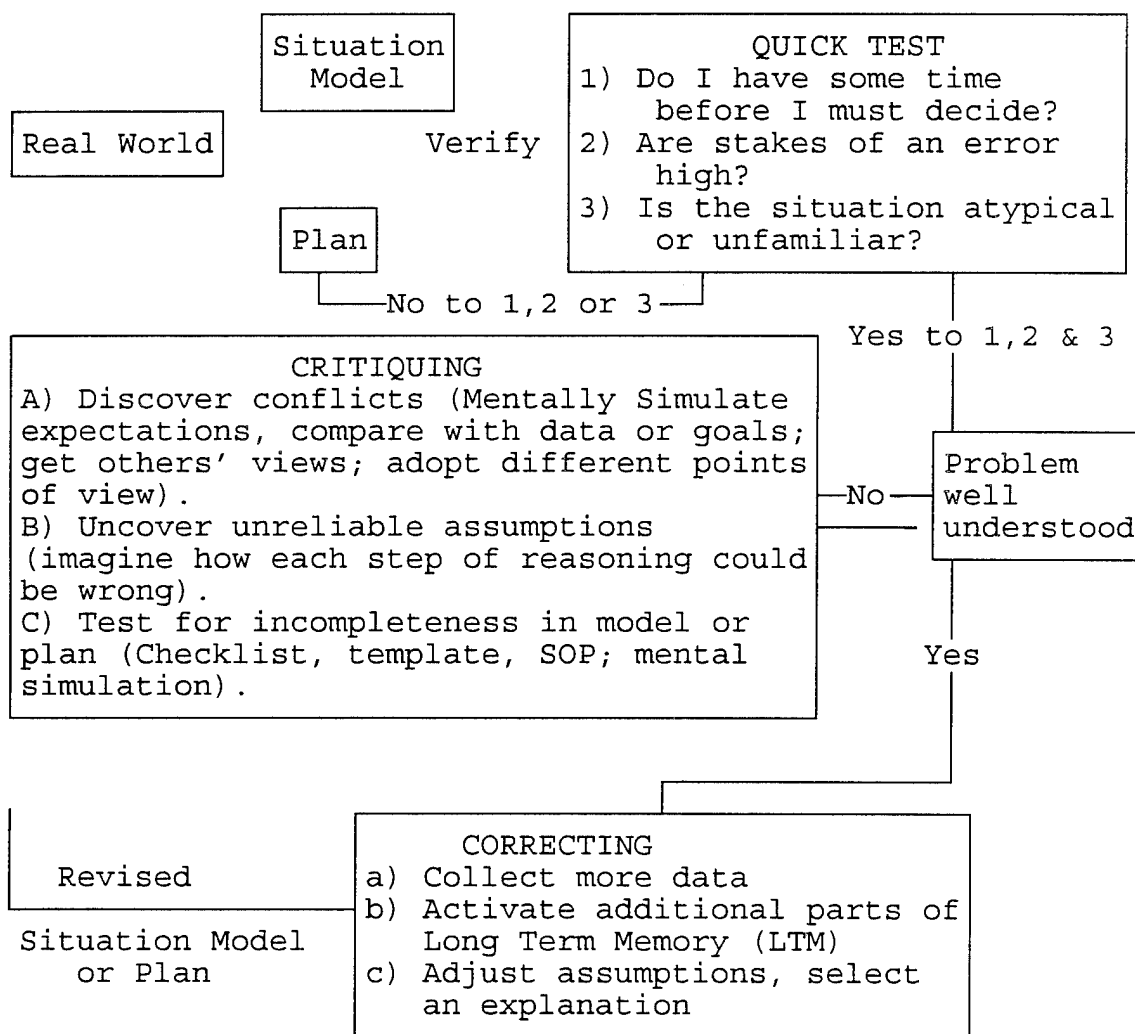 Situation
Model
Real World
Verify
QUICK TEST
1) Do I have some time
before I must decide?
2) Are stakes of an error
high?
3) Is the situation atypical
or unfamiliar?
Plan
No to 1,2 or 3
Yes to 1,2 & 3
CRITIQUING
A) Discover conflicts (Mentally Simulate
expectations, compare with data or goals;
get others' views; adopt different points
of view).
B) Uncover unreliable assumptions
(imagine how each step of reasoning could
be wrong).
C) Test for incompleteness in model or
plan (Checklist, template, SOP; mental
simulation).
No
Problem
well
understood
Yes
CORRECTING
a) Collect more data
b) Activate additional parts of
Long Term Memory (LTM)
c) Adjust assumptions, select
an explanation
Revised
Situation Model
or Plan